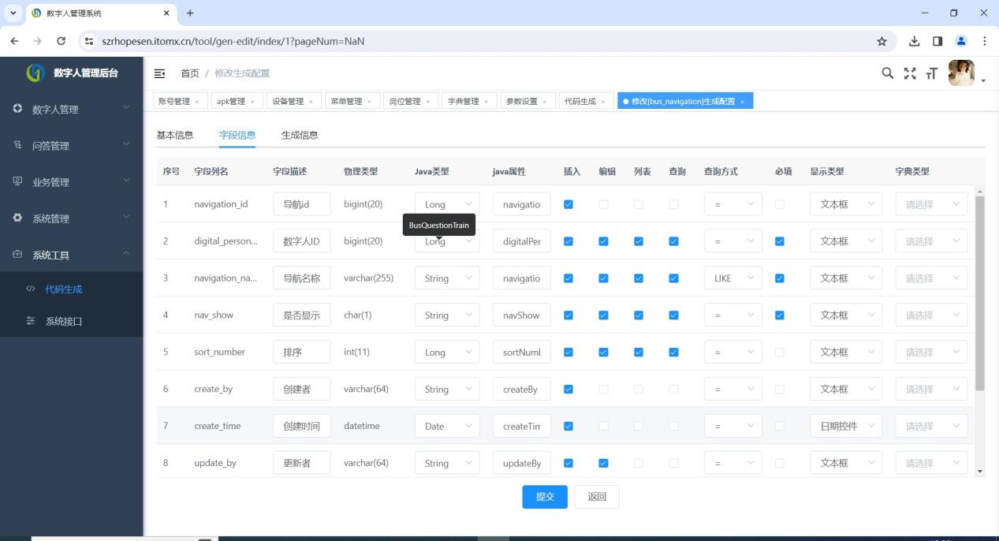 数字人管理系统
szrhopesen.itomx.cn/tool/gen-edit/index/1?pageNum=NaN
数字人管理后台
首页 / 修改生成配置
账号管理 apk管理 设备管理 菜单管理 岗位管理 字典管理 参数设置 代码生成 修改[bus_navigation]生成配置
数字人管理
问答管理
业务管理
系统管理
系统工具
代码生成
系统接口
基本信息 字段信息 生成信息
序号 字段列名 字段描述 物理类型 Java类型 java属性 插入 编辑 列表 查询 查询方式 必填 显示类型 字典类型
1 navigation_id 导航id bigint(20) Long navigatio = 文本框 请选择
BusQuestionTrain
2 digital_person... 数字人ID bigint(20) Long digitalPer = 文本框 请选择
3 navigation_na... 导航名称 varchar(255) String navigatio LIKE 文本框 请选择
4 nav_show 是否显示 char(1) String navShow = 文本框 请选择
5 sort_number 排序 int(11) Long sortNuml = 文本框 请选择
6 create_by 创建者 varchar(64) String createBy = 文本框 请选择
7 create_time 创建时间 datetime Date createTim = 日期控件 请选择
8 update_by 更新者 varchar(64) String updateBy = 文本框 请选择
提交 返回